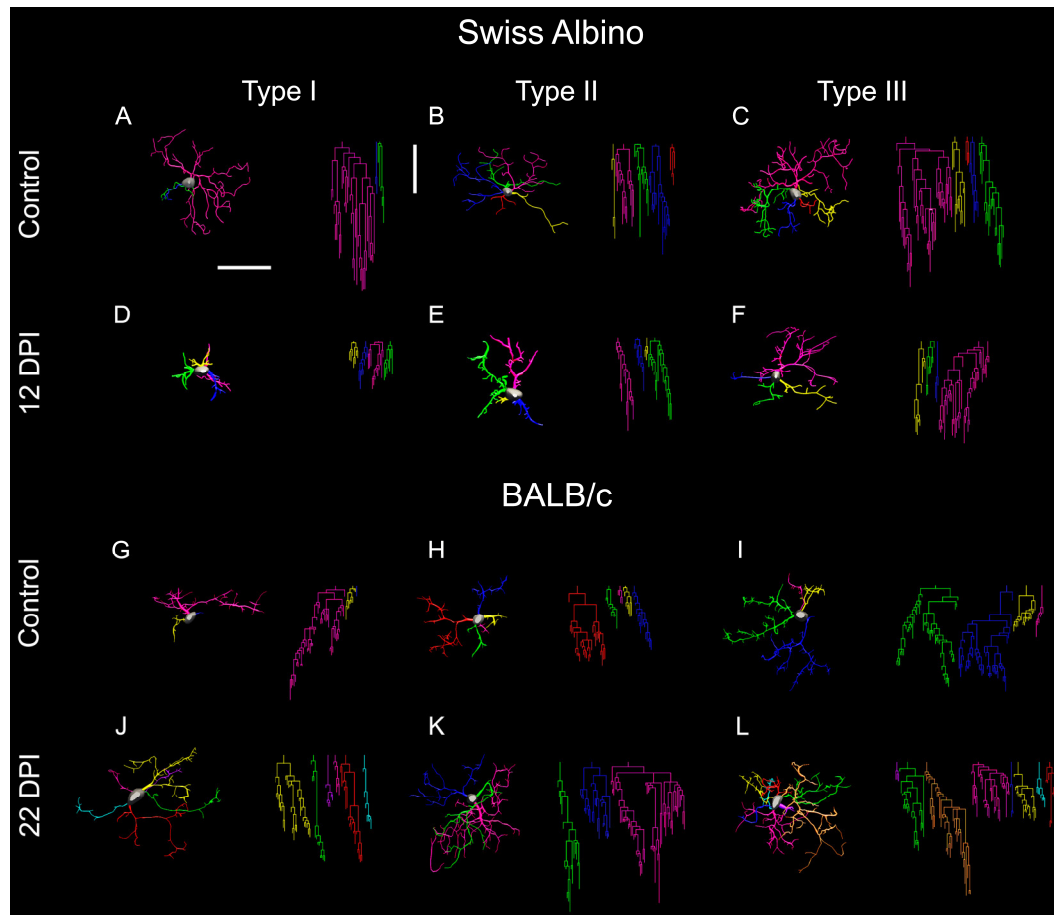 Swiss Albino
Type I Type II Type III
A B C
Control
D E F
12 DPI
BALB/c
G H I
Control
J K L
22 DPI